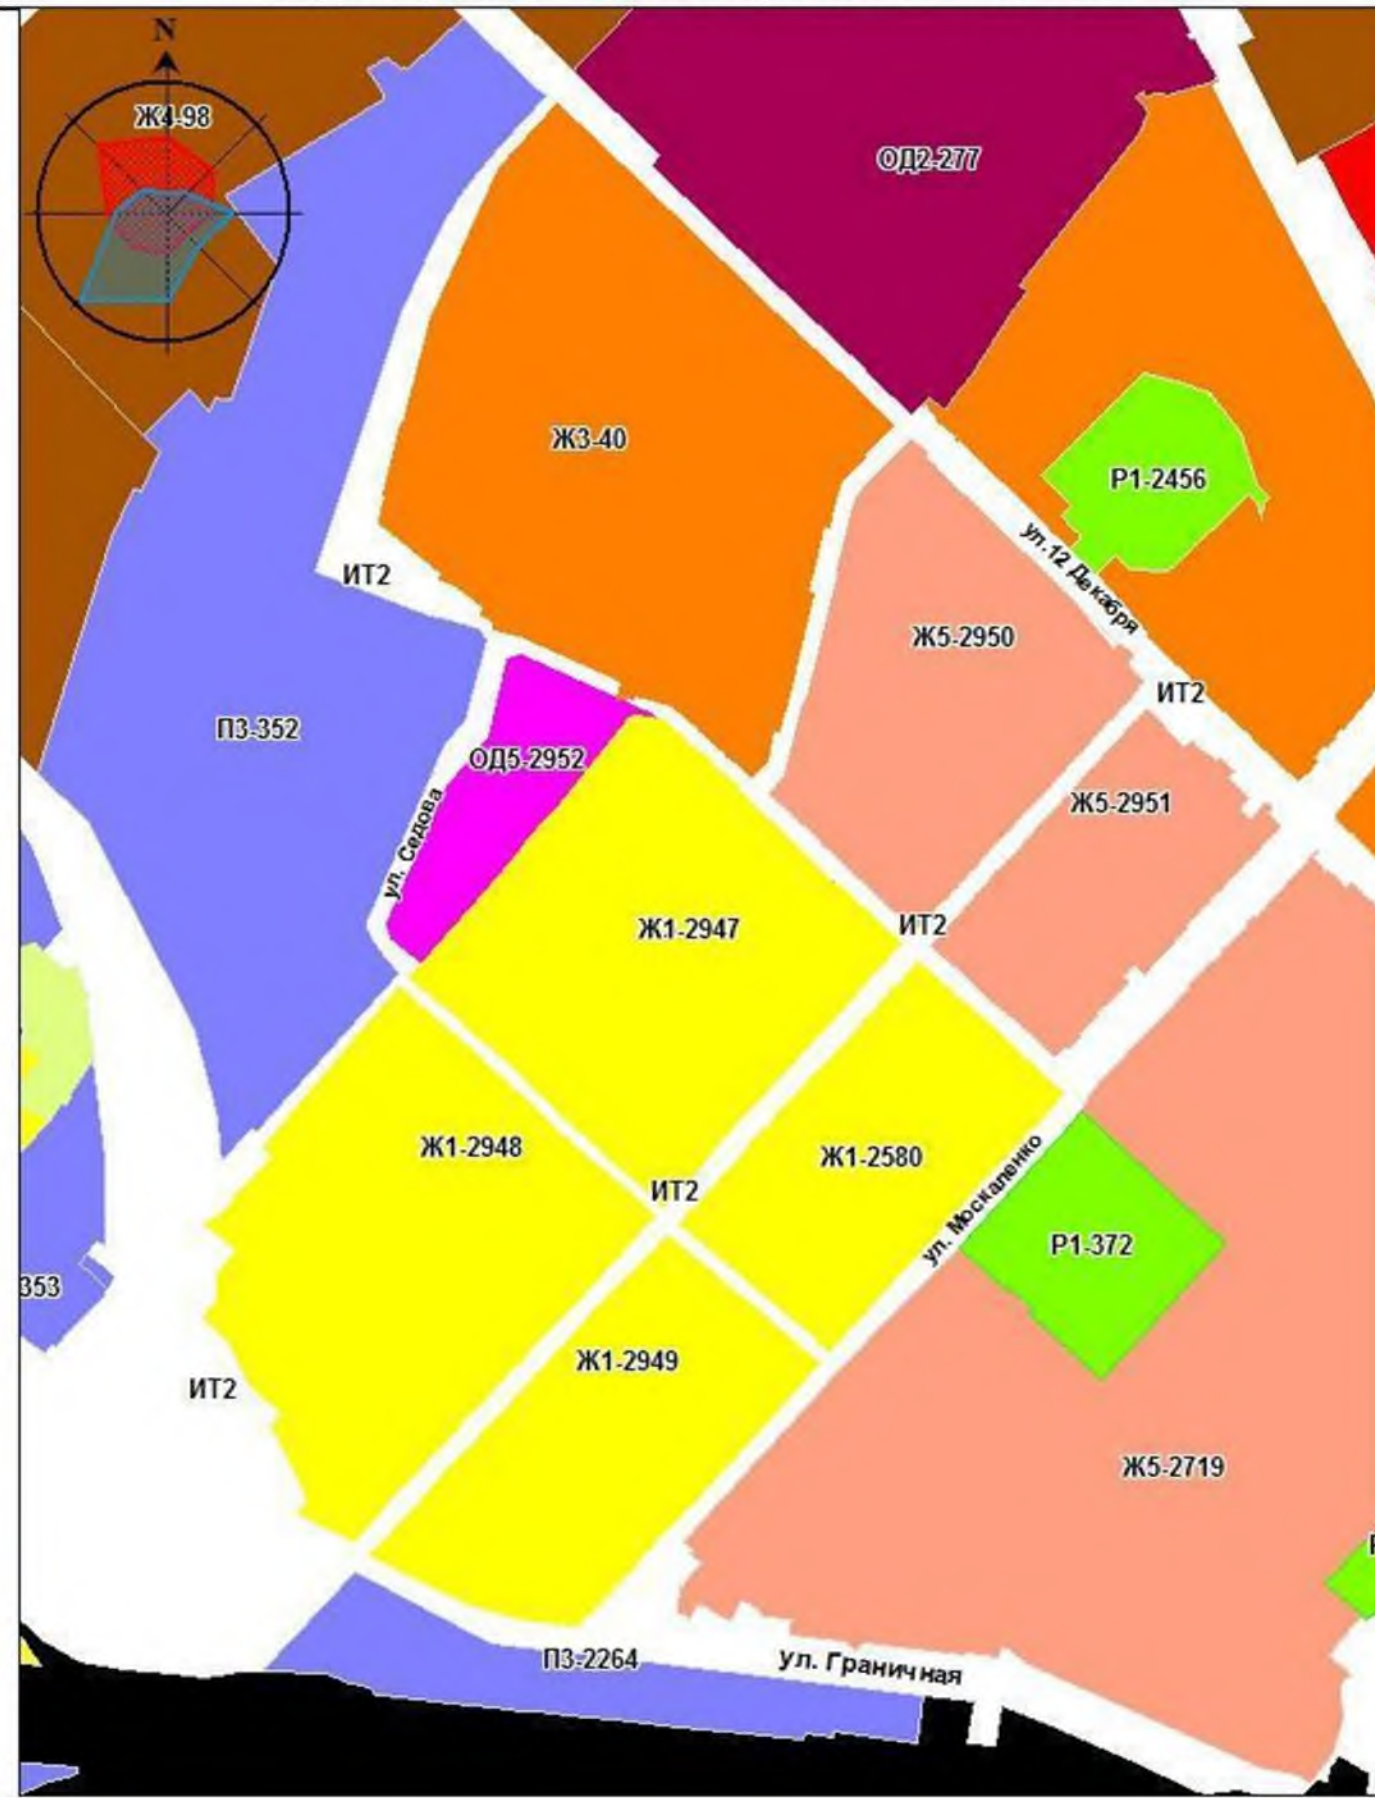 N
Ж4-98
ОД2-277
Ж3-40
Р1-2456
ул.12 Декабря
ИТ2
Ж5-2950
ИТ2
П3-352
ОД5-2952
Ж5-2951
ул. Седова
Ж1-2947
ИТ2
Ж1-2948
Ж1-2580
ул. Москаленко
ИТ2
Р1-372
353
Ж1-2949
ИТ2
Ж5-2719
П3-2264
ул. Граничная